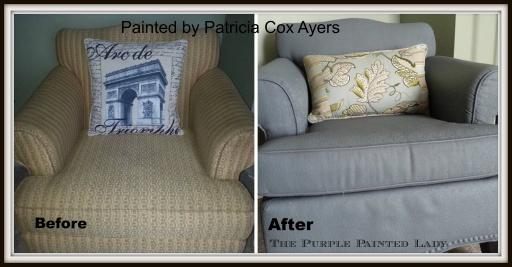 Painted by Patricia Cox Ayers
Arc de
Triomphe
Before
After
The Purple Painted Lady